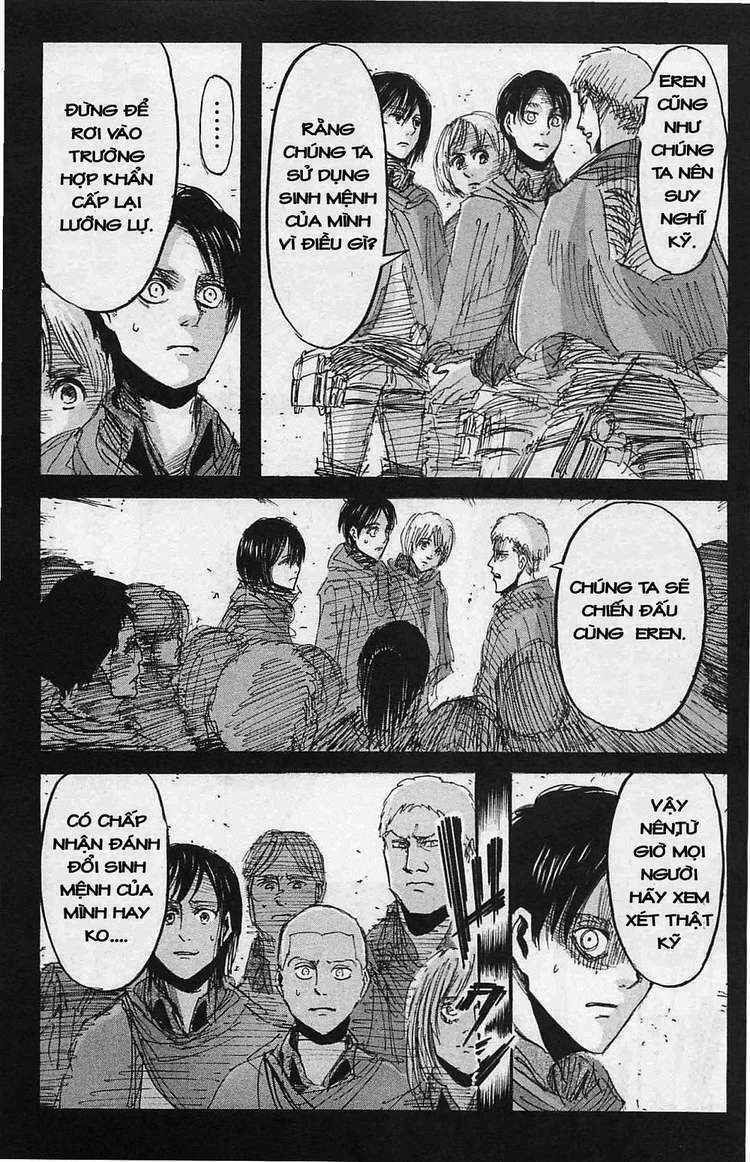 EREN
CŨNG
NHƯ
CHÚNG
TA NÊN
SUY
NGHĨ
KỸ.
RẰNG
CHÚNG TA
SỬ DỤNG
SINH MỆNH
CỦA MÌNH
VÌ ĐIỀU GÌ?
......
ĐỪNG ĐỂ
RƠI VÀO
TRƯỜNG
HỢP KHẨN
CẤP LẠI
LƯỠNG LỰ.
CHÚNG TA SẼ
CHIẾN ĐẤU
CÙNG EREN.
VẬY
NÊN,TỪ
GIỜ MỌI
NGƯỜI
HÃY XEM
XÉT THẬT
KỸ
CÓ CHẤP
NHẬN ĐÁNH
ĐỔI SINH
MỆNH CỦA
MÌNH HAY
KO....